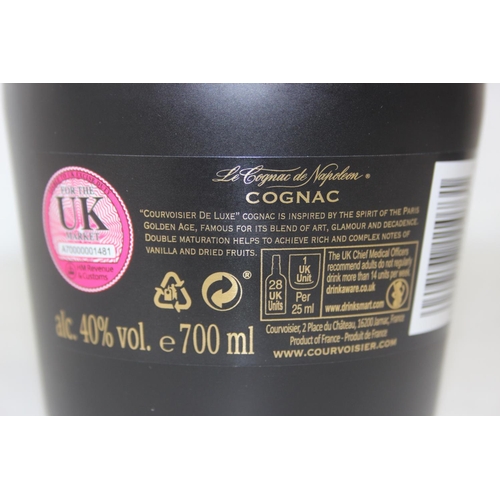 FOR THE
UK
MARKET
A70000001481
Revenue
Customs
Le Cognac de Napoleon ®
COGNAC
"COURVOISIER DE LUXE" COGNAC IS INSPIRED BY THE SPIRIT OF THE PARIS
GOLDEN AGE, FAMOUS FOR ITS BLEND OF ART, GLAMOUR AND DECADENCE.
DOUBLE MATURATION HELPS TO ACHIEVE RICH AND COMPLEX NOTES OF
VANILLA AND DRIED FRUITS.
28
UK
Units
1
UK
Unit
Per
25 ml
The UK Chief Medical Officers
recommend adults do not regularly
drink more than 14 units per week.
drinkaware.co.uk
www.drinksmart.com
alc. 40% vol. e 700 ml
Courvoisier, 2 Place du Château, 16200 Jarnac, France
Product of France - Produit de France
WWW.COURVOISIER.COM